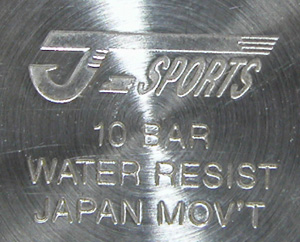 J-SPORTS
10 BAR
WATER RESIST
JAPAN MOV'T